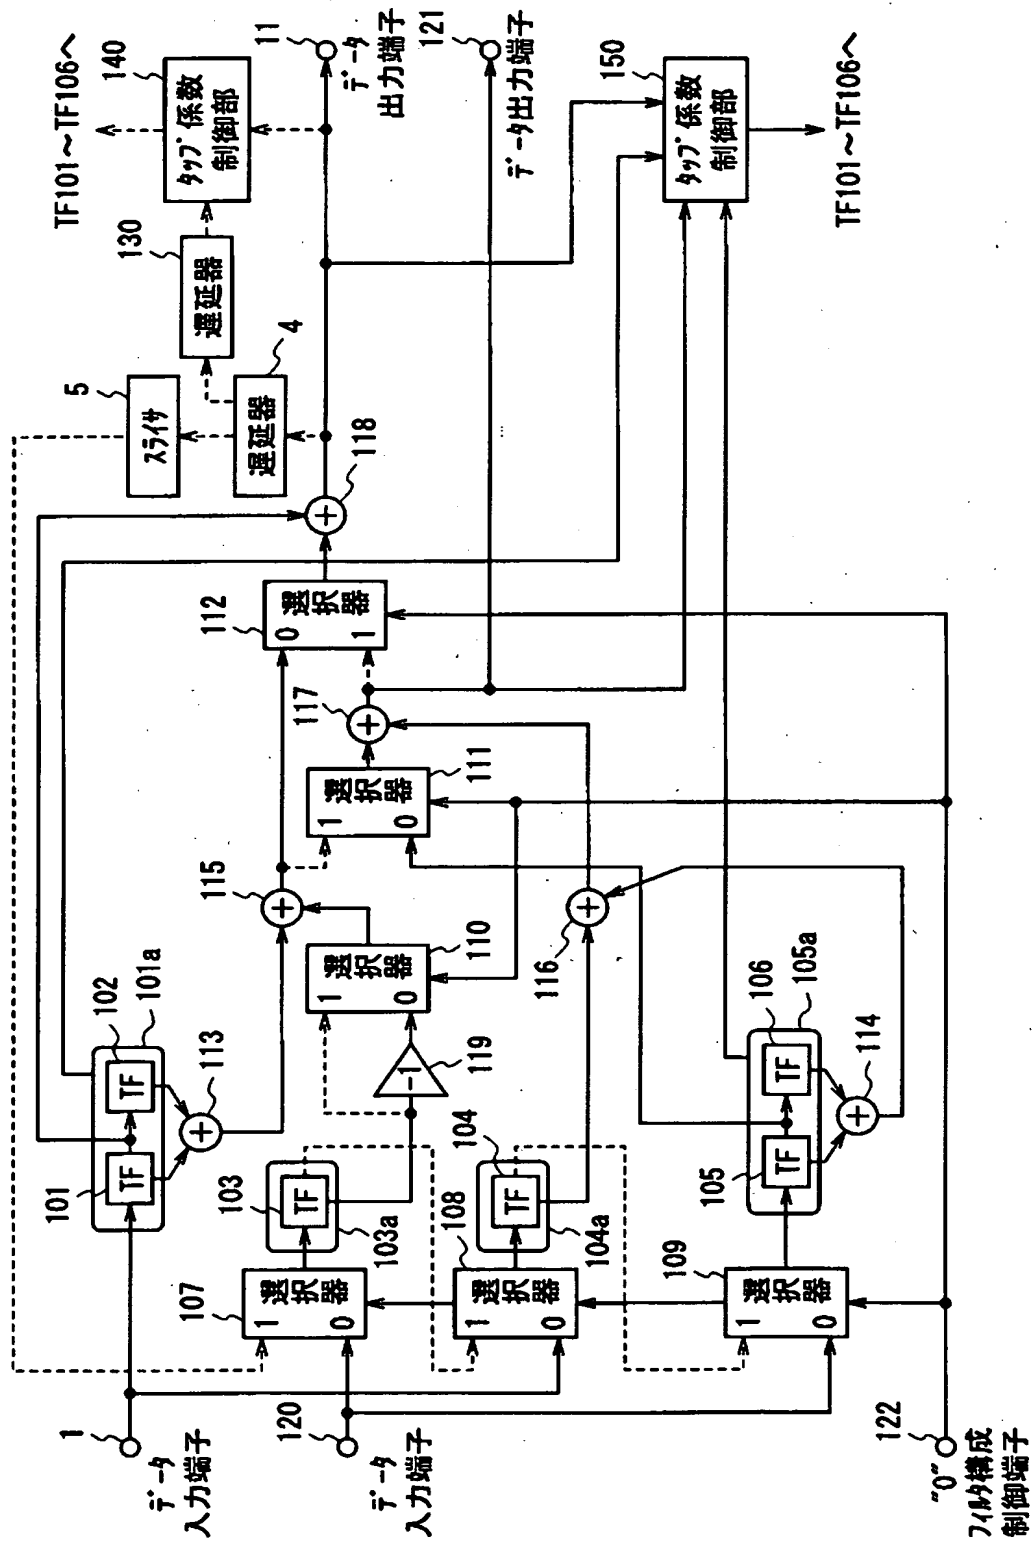 1
データ
入力端子
120
データ
入力端子
122
"0"
フィルタ構成
制御端子
101
TF
102
TF
101a
113
107
選択器
1
0
103
TF
103a
108
選択器
1
0
104
TF
104a
109
選択器
1
0
105
TF
106
TF
105a
114
119
-1
110
選択器
1
0
115
116
111
選択器
1
0
117
112
選択器
0
1
118
5
スライサ
4
遅延器
130
遅延器
TF101～TF106へ
140
タップ係数
制御部
11
データ
出力端子
121
データ出力端子
150
タップ係数
制御部
TF101～TF106へ